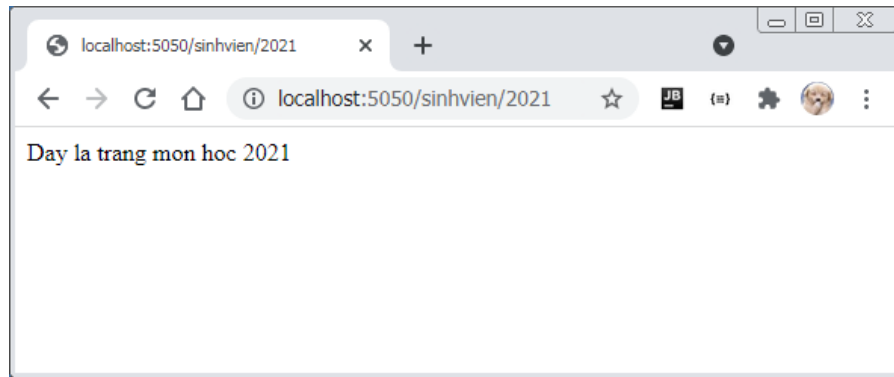 localhost:5050/sinhvien/2021
localhost:5050/sinhvien/2021
JB
{≡}
Day la trang mon hoc 2021